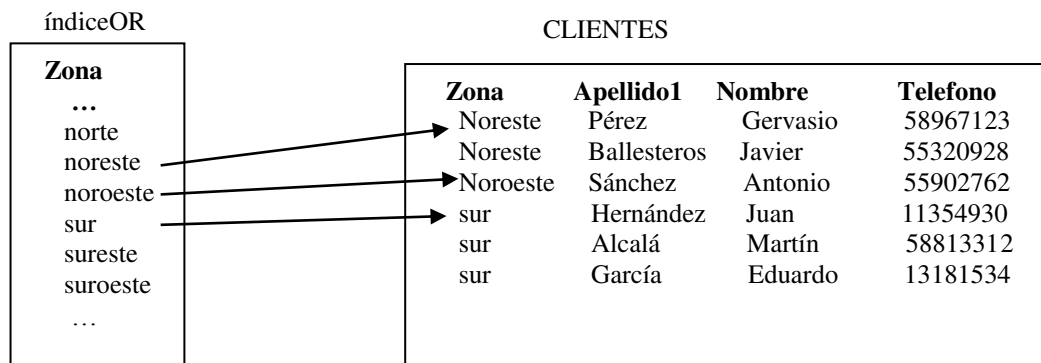 índiceOR
Zona
...
norte
noreste
noroeste
sur
sureste
suroeste
...
CLIENTES
Zona Apellido1 Nombre Telefono
Noreste Pérez Gervasio 58967123
Noreste Ballesteros Javier 55320928
Noroeste Sánchez Antonio 55902762
sur Hernández Juan 11354930
sur Alcalá Martín 58813312
sur García Eduardo 13181534